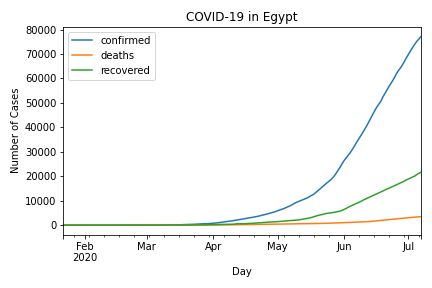 COVID-19 in Egypt
confirmed
deaths
recovered
80000
70000
60000
50000
40000
30000
20000
10000
0
Number of Cases
Feb
2020
Mar
Apr
May
Jun
Jul
Day